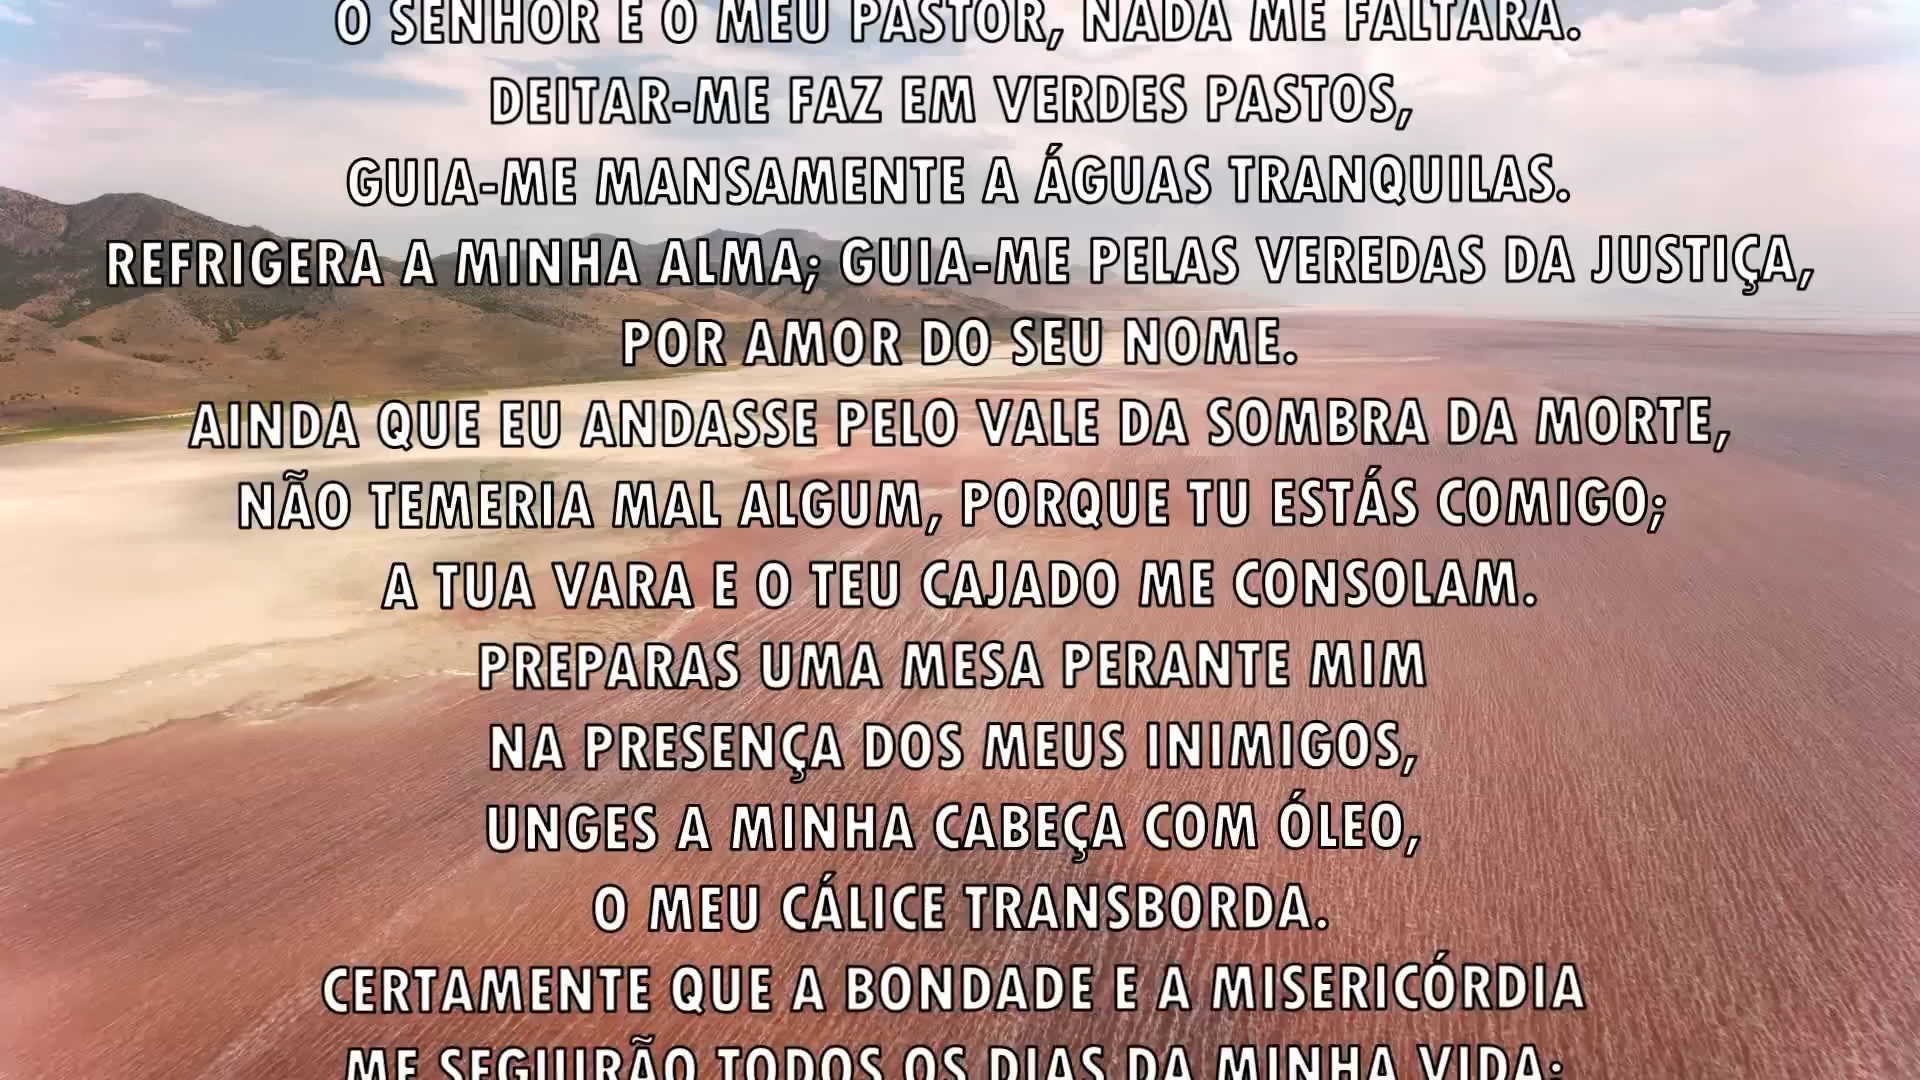 O SENHOR É O MEU PASTOR, NADA ME FALTARÁ.
DEITAR-ME FAZ EM VERDES PASTOS,
GUIA-ME MANSAMENTE A ÁGUAS TRANQUILAS.
REFRIGERA A MINHA ALMA; GUIA-ME PELAS VEREDAS DA JUSTIÇA,
POR AMOR DO SEU NOME.
AINDA QUE EU ANDASSE PELO VALE DA SOMBRA DA MORTE,
NÃO TEMERIA MAL ALGUM, PORQUE TU ESTÁS COMIGO;
A TUA VARA E O TEU CAJADO ME CONSOLAM.
PREPARAS UMA MESA PERANTE MIM
NA PRESENÇA DOS MEUS INIMIGOS,
UNGES A MINHA CABEÇA COM ÓLEO,
O MEU CÁLICE TRANSBORDA.
CERTAMENTE QUE A BONDADE E A MISERICÓRDIA
ME SEGUIRÃO TODOS OS DIAS DA MINHA VIDA;